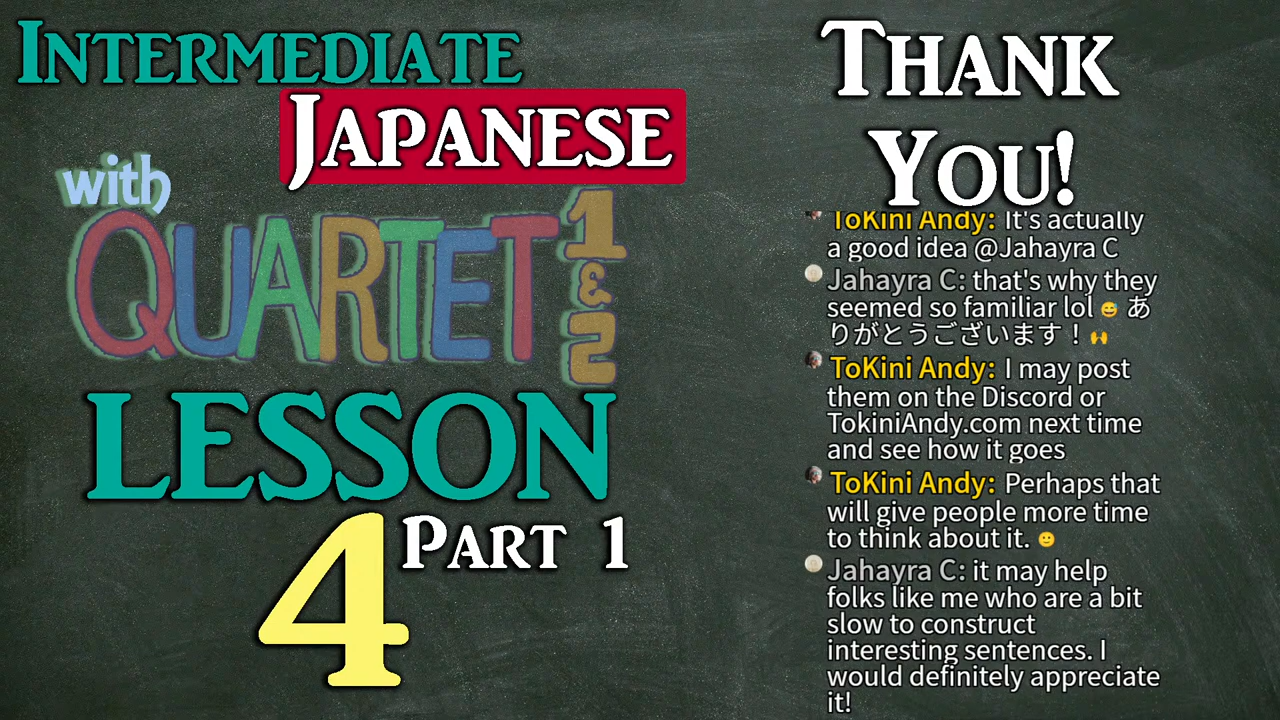 INTERMEDIATE
JAPANESE
with
QUARTET 1 & 2
LESSON
4 PART 1
THANK
YOU!
ToKini Andy: It's actually
a good idea @Jahayra C
Jahayra C: that's why they
seemed so familiar lol 😅 あ
りがとうございます！🙌
ToKini Andy: I may post
them on the Discord or
TokiniAndy.com next time
and see how it goes
ToKini Andy: Perhaps that
will give people more time
to think about it. 🙂
Jahayra C: it may help
folks like me who are a bit
slow to construct
interesting sentences. I
would definitely appreciate
it!